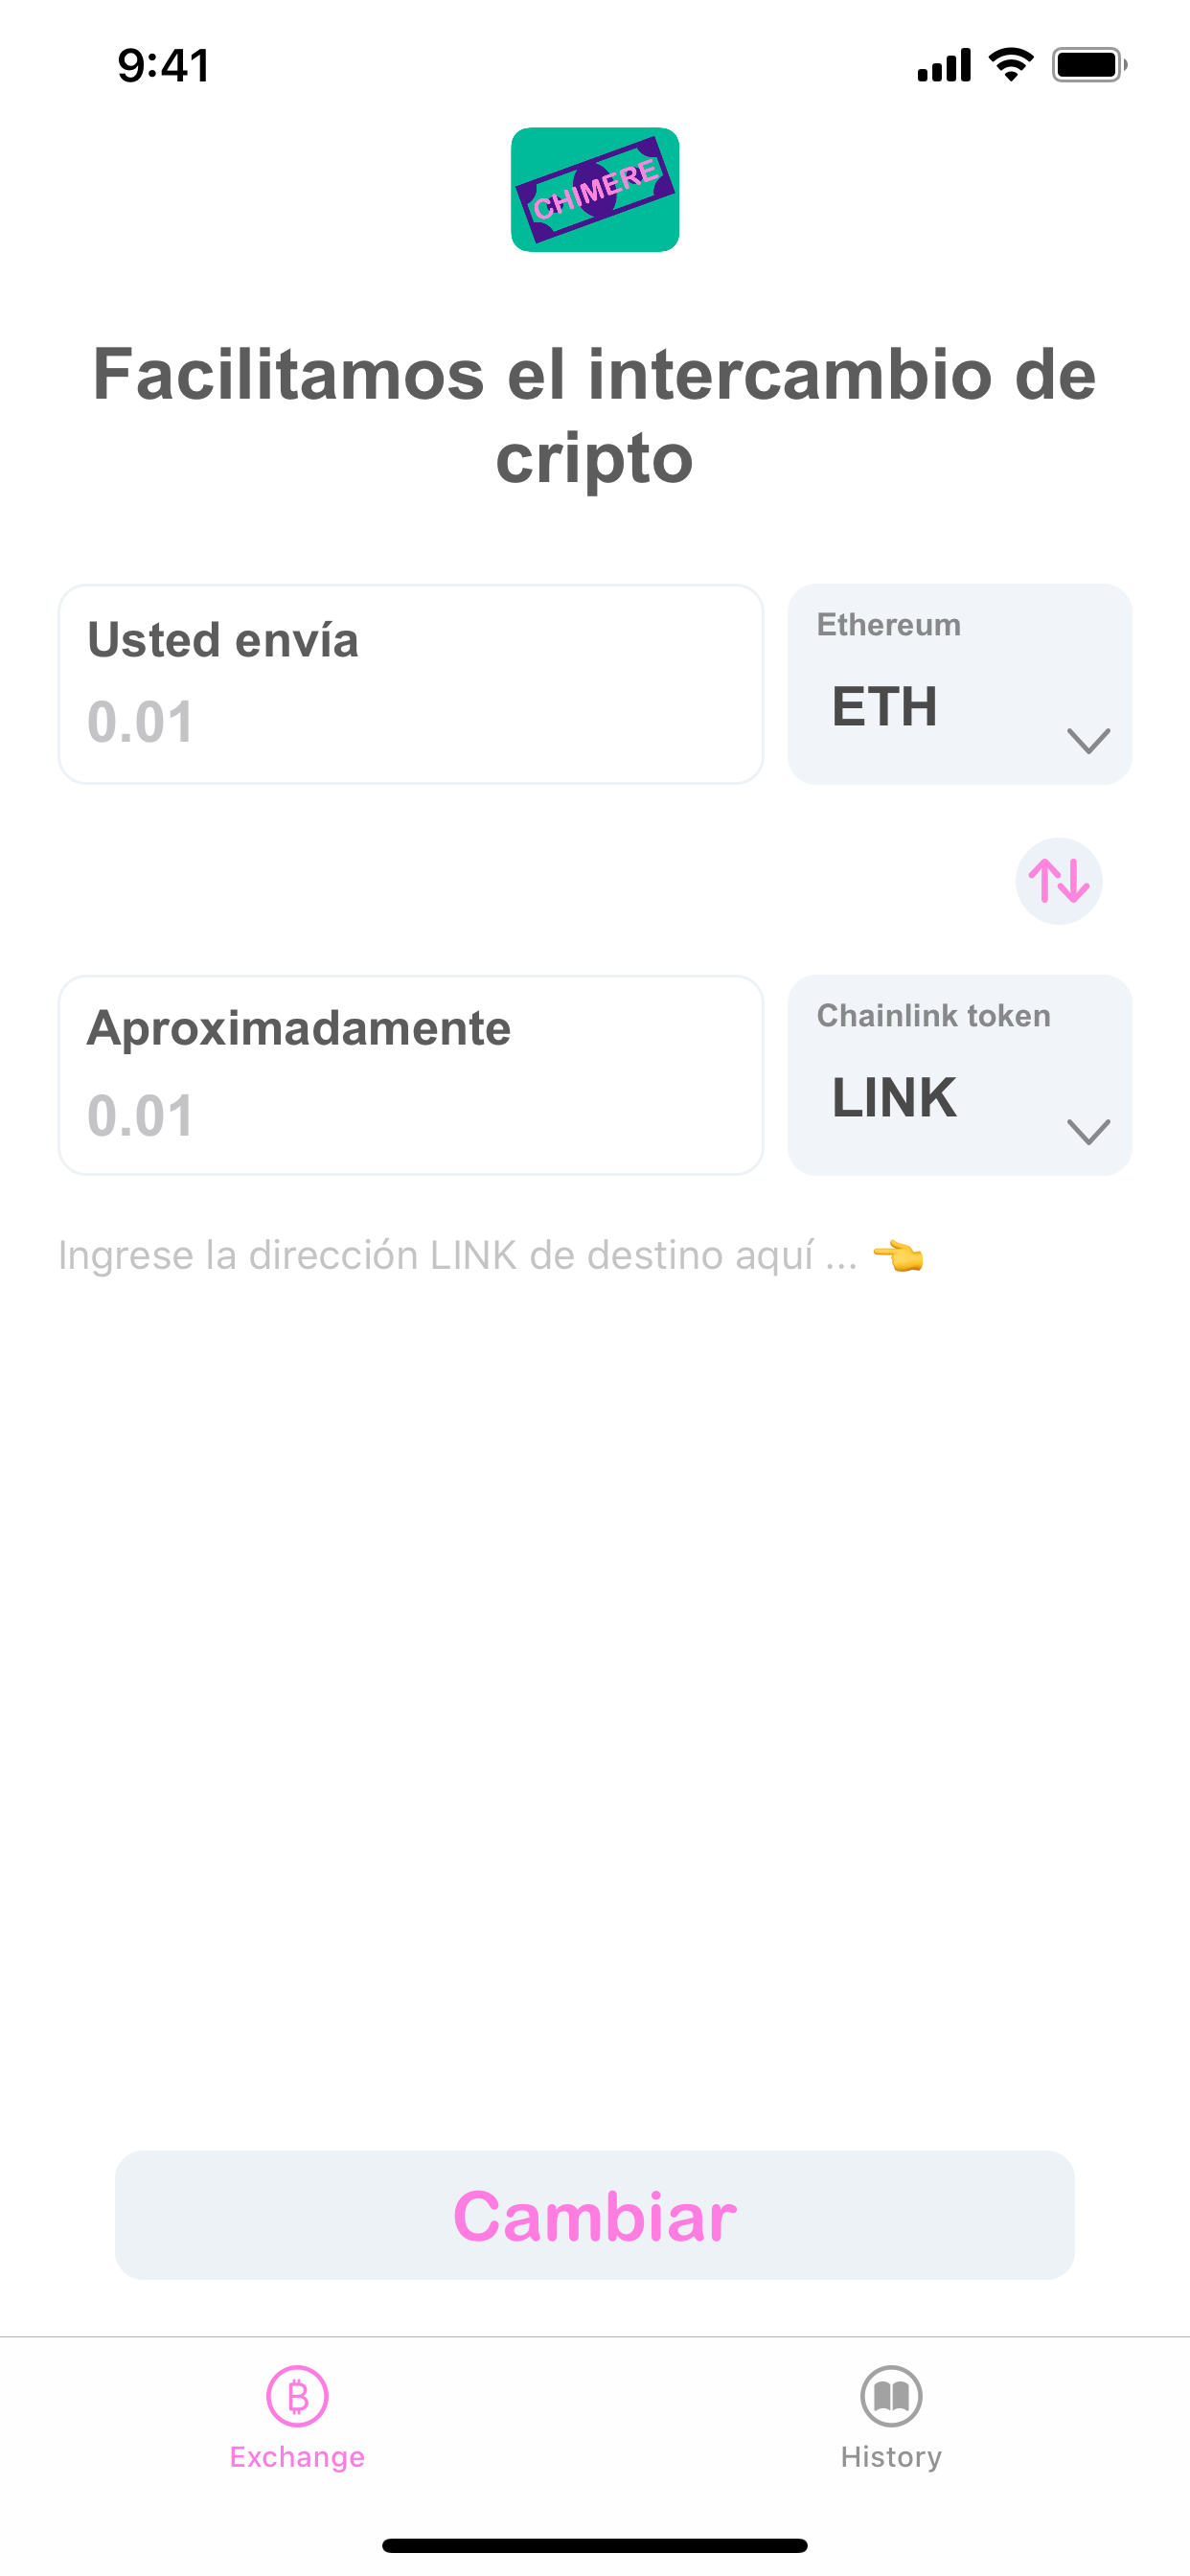 9:41
CHIMERE
Facilitamos el intercambio de
cripto
Usted envía
0.01
Ethereum
ETH
Aproximadamente
0.01
Chainlink token
LINK
Ingrese la dirección LINK de destino aquí ... 👈
Cambiar
Exchange
History